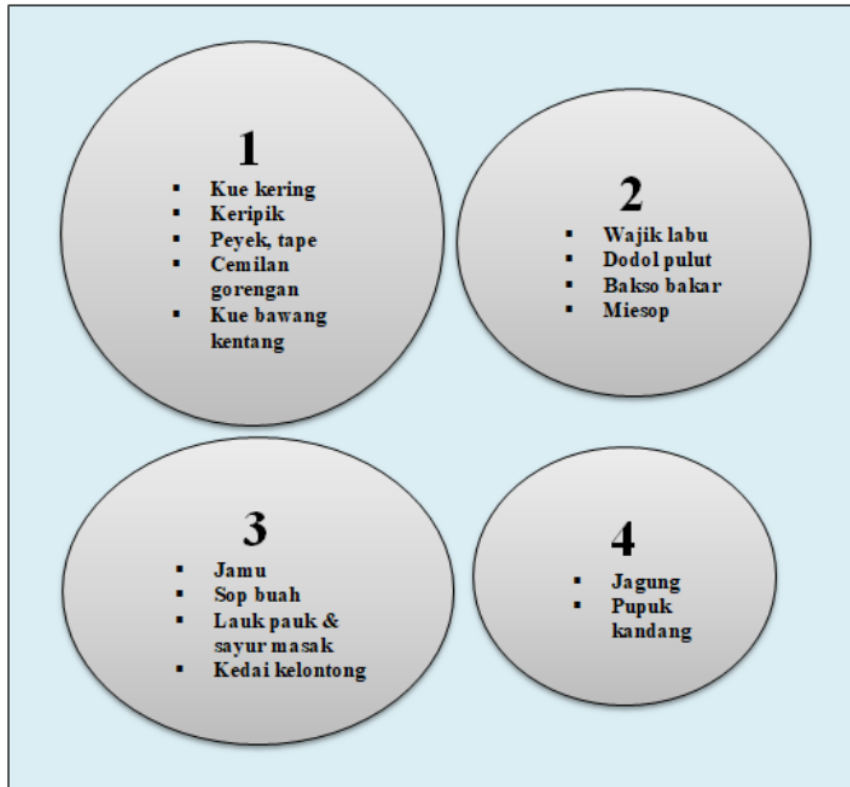 1
▪ Kue kering
▪ Keripik
▪ Peyek, tape
▪ Cemilan
gorengan
▪ Kue bawang
kentang
2
▪ Wajik labu
▪ Dodol pulut
▪ Bakso bakar
▪ Miesop
3
▪ Jamu
▪ Sop buah
▪ Lauk pauk &
sayur masak
▪ Kedai kelontong
4
▪ Jagung
▪ Pupuk
kandang